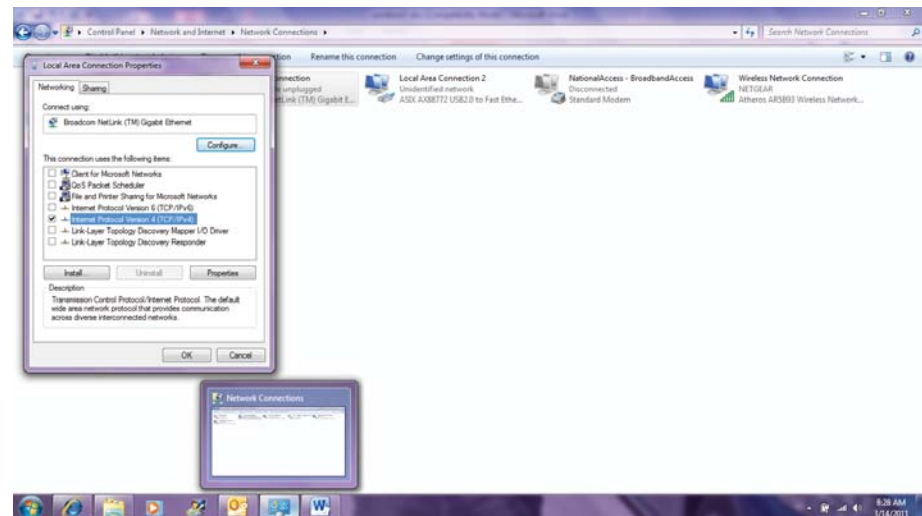 Control Panel ▸ Network and Internet ▸ Network Connections ▸
Search Network Connections
Rename this connection
Change settings of this connection
Local Area Connection 2
Unidentified network
ASIX AX88772 USB2.0 to Fast Ethe...
NationalAccess - BroadbandAccess
Disconnected
Standard Modem
Wireless Network Connection
NETGEAR
Atheros AR5B93 Wireless Network...
Local Area Connection Properties
Networking
Sharing
Connect using:
Broadcom NetLink (TM) Gigabit Ethernet
Configure...
This connection uses the following items:
Client for Microsoft Networks
QoS Packet Scheduler
File and Printer Sharing for Microsoft Networks
Internet Protocol Version 6 (TCP/IPv6)
Internet Protocol Version 4 (TCP/IPv4)
Link-Layer Topology Discovery Mapper I/O Driver
Link-Layer Topology Discovery Responder
Install...
Uninstall
Properties
Description
Transmission Control Protocol/Internet Protocol. The default
wide area network protocol that provides communication
across diverse interconnected networks.
OK
Cancel
Network Connections
8:28 AM
3/14/2011